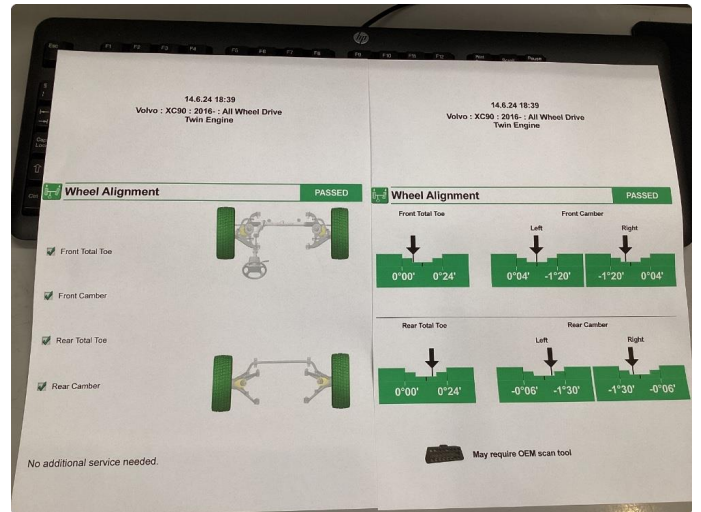 14.6.24 18:39
Volvo : XC90 : 2016- : All Wheel Drive
Twin Engine
Wheel Alignment PASSED
Front Total Toe
Front Camber
Rear Total Toe
Rear Camber
No additional service needed.
14.6.24 18:39
Volvo : XC90 : 2016- : All Wheel Drive
Twin Engine
Wheel Alignment PASSED
Front Total Toe Front Camber
Left Right
0°00' 0°24' 0°04' -1°20' -1°20' 0°04'
Rear Total Toe Rear Camber
Left Right
0°00' 0°24' -0°06' -1°30' -1°30' -0°06'
May require OEM scan tool
hp